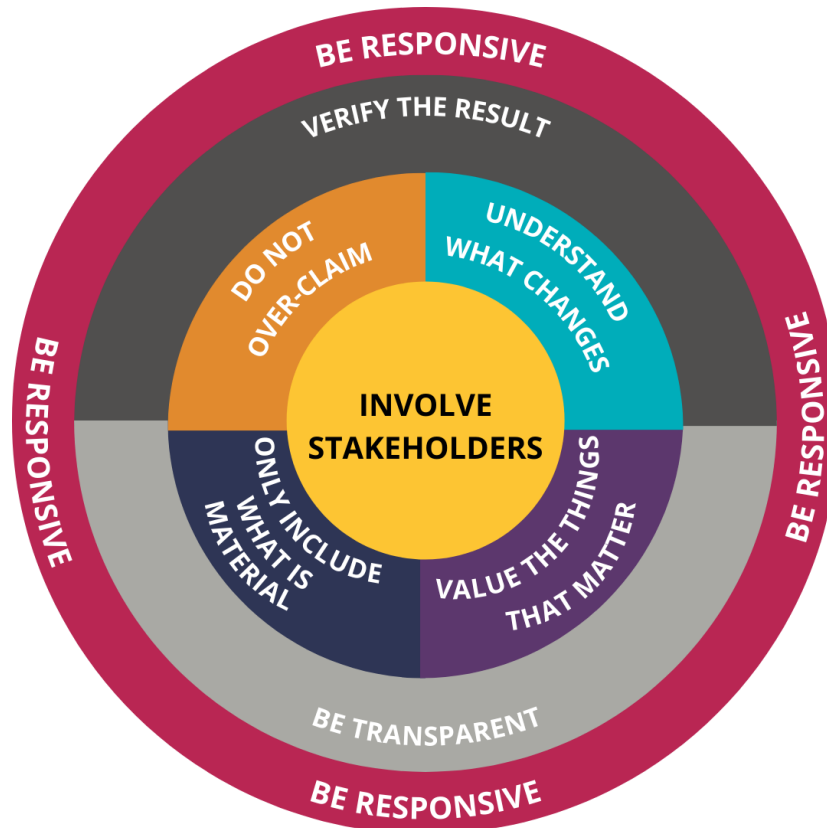 BE RESPONSIVE
VERIFY THE RESULT
DO NOT
OVER-CLAIM
UNDERSTAND
WHAT CHANGES
BE RESPONSIVE
INVOLVE
STAKEHOLDERS
BE RESPONSIVE
ONLY INCLUDE
WHAT IS
MATERIAL
VALUE THE THINGS
THAT MATTER
BE TRANSPARENT
BE RESPONSIVE